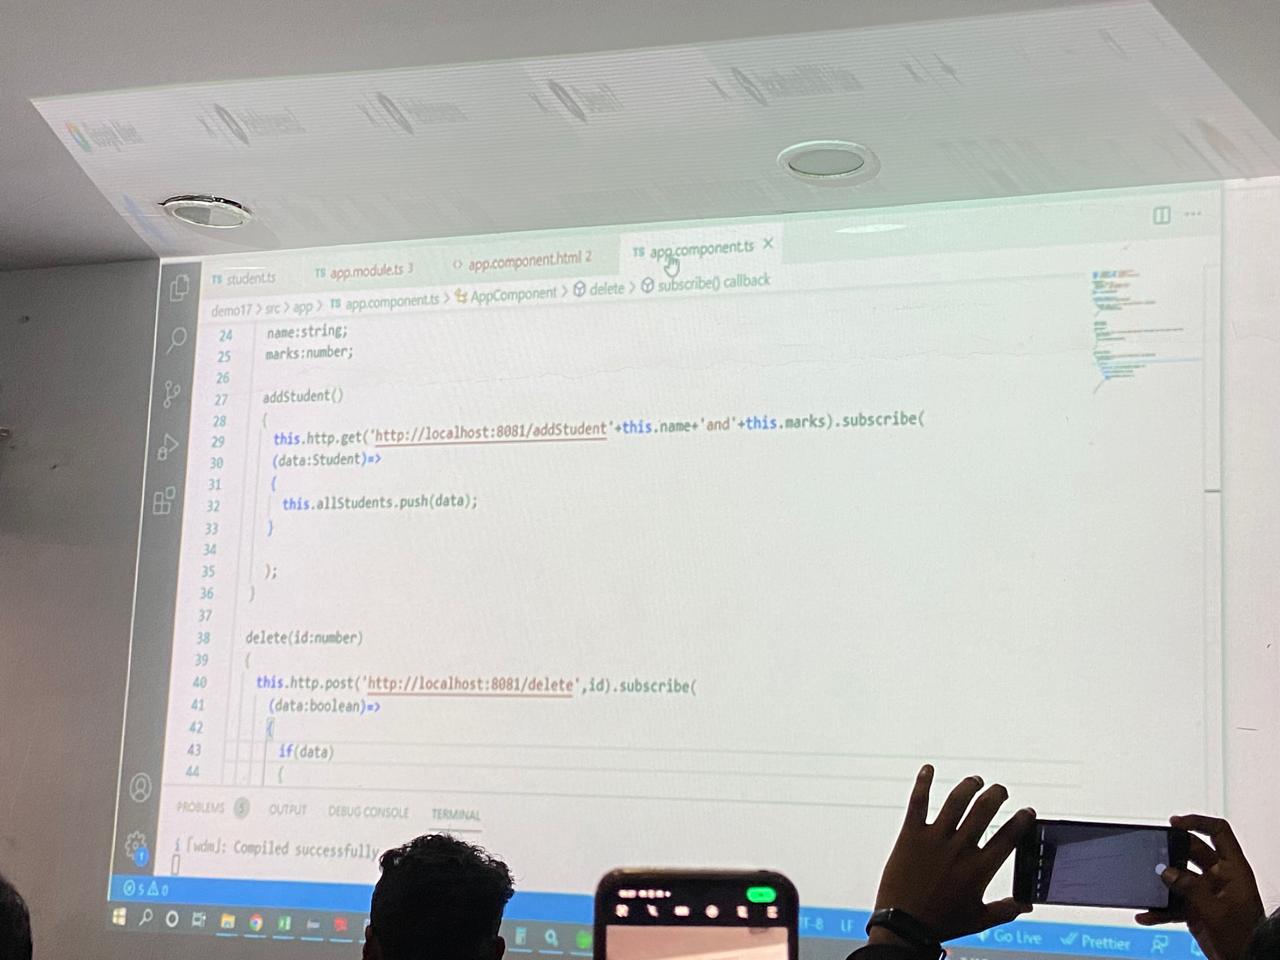 Google Meet
TS student.ts
TS app.module.ts 3
<> app.component.html 2
TS app.component.ts ×
demo17 > src > app > TS app.component.ts > AppComponent > delete > subscribe() callback
24 name:string;
25 marks:number;
26
27 addStudent()
28 {
29 this.http.get('http://localhost:8081/addStudent'+this.name+'and'+this.marks).subscribe(
30 (data:Student)=>
31 {
32 this.allStudents.push(data);
33 }
34
35 );
36 }
37
38 delete(id:number)
39 {
40 this.http.post('http://localhost:8081/delete',id).subscribe(
41 (data:boolean)=>
42 {
43 if(data)
44 {
PROBLEMS 5 OUTPUT DEBUG CONSOLE TERMINAL
i ｢wdm｣: Compiled successfully
5 0
TF-8 LF
Go Live Prettier